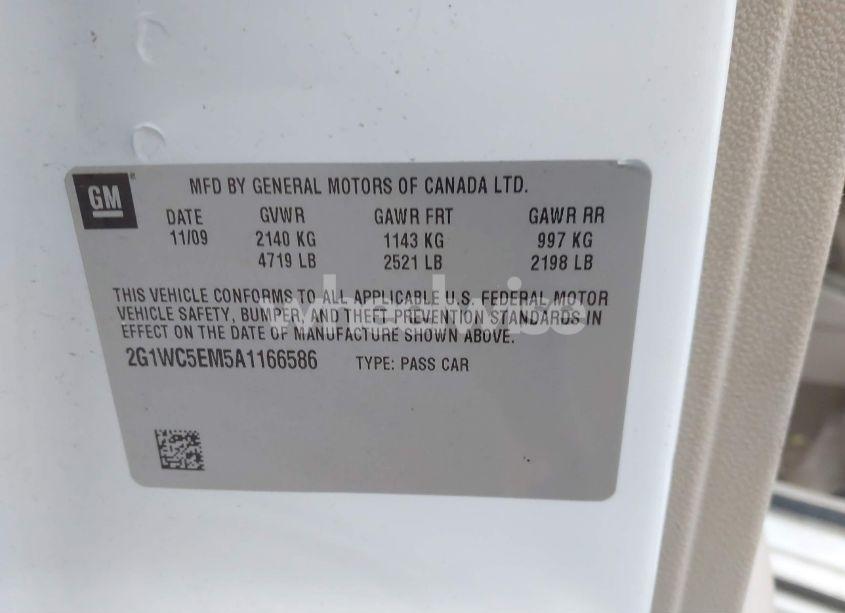 GM
MFD BY GENERAL MOTORS OF CANADA LTD.
DATE GVWR GAWR FRT GAWR RR
11/09 2140 KG 1143 KG 997 KG
4719 LB 2521 LB 2198 LB
THIS VEHICLE CONFORMS TO ALL APPLICABLE U.S. FEDERAL MOTOR
VEHICLE SAFETY, BUMPER, AND THEFT PREVENTION STANDARDS IN
EFFECT ON THE DATE OF MANUFACTURE SHOWN ABOVE.
2G1WC5EM5A1166586 TYPE: PASS CAR
wheelwise